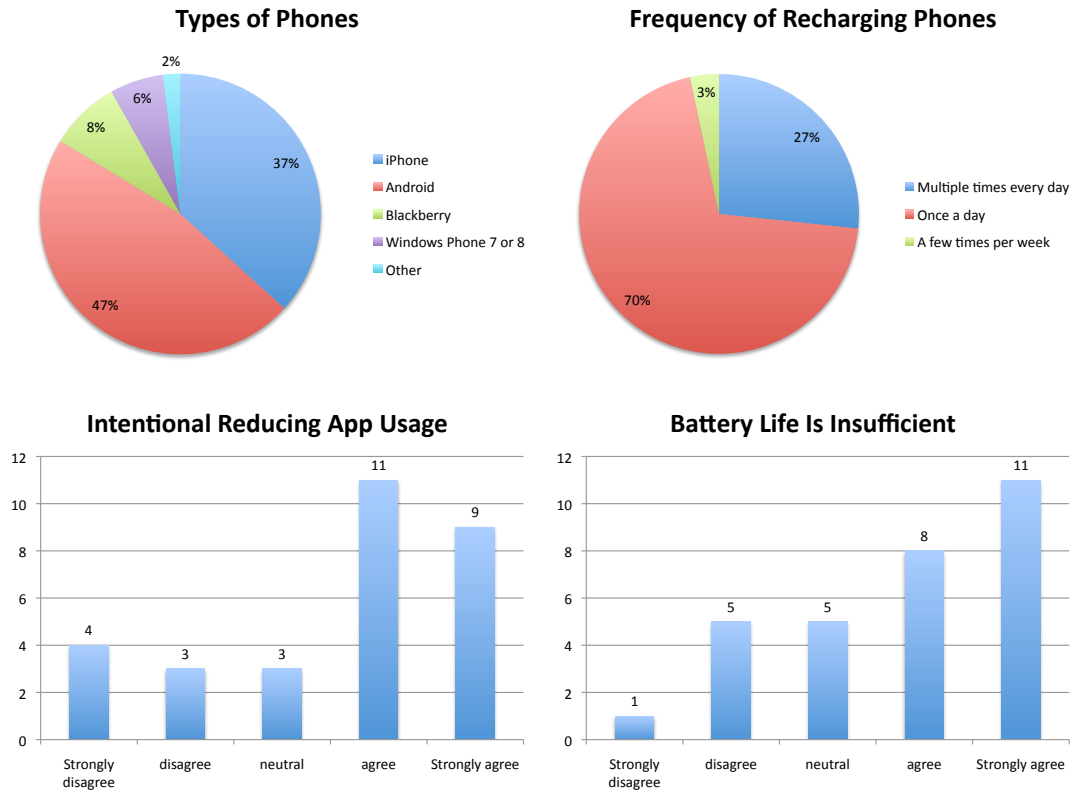 Types of Phones
2%
6%
8%
37%
47%
iPhone
Android
Blackberry
Windows Phone 7 or 8
Other
Frequency of Recharging Phones
3%
27%
70%
Multiple times every day
Once a day
A few times per week
Intentional Reducing App Usage
12
10
8
6
4
2
0
4
3
3
11
9
Strongly
disagree
disagree
neutral
agree
Strongly agree
Battery Life Is Insufficient
12
10
8
6
4
2
0
1
5
5
8
11
Strongly
disagree
disagree
neutral
agree
Strongly agree